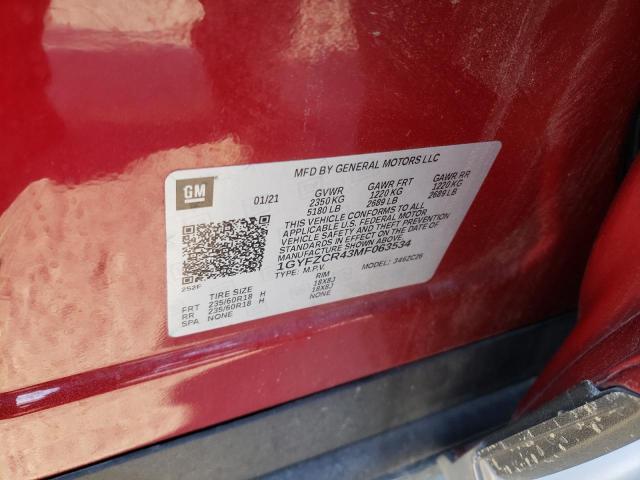 MFD BY GENERAL MOTORS LLC
GM
01/21
GVWR GAWR FRT GAWR RR
2350 KG 1220 KG 1220 KG
5180 LB 2689 LB 2689 LB
THIS VEHICLE CONFORMS TO ALL
APPLICABLE U.S. FEDERAL MOTOR
VEHICLE SAFETY AND THEFT PREVENTION
STANDARDS IN EFFECT ON THE DATE OF
MANUFACTURE SHOWN ABOVE.
1GYFZCR43MF063534
TYPE: M.P.V. MODEL:
TIRE SIZE RIM
FRT 235/60R18 H 18X8J
RR 235/60R18 H 18X8J
SPA NONE NONE